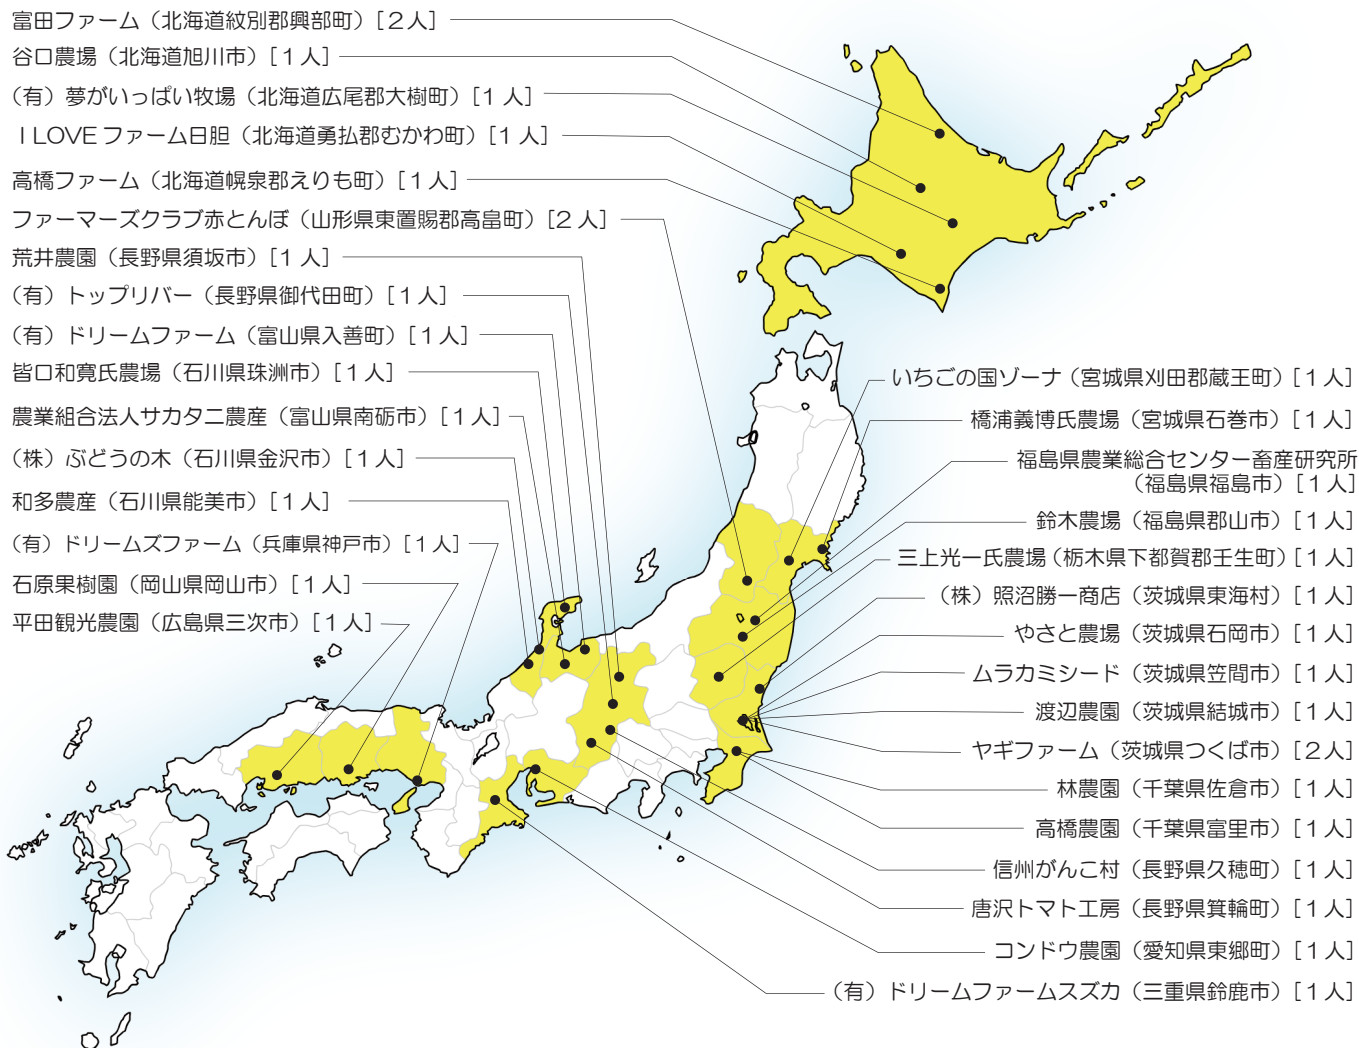 富田ファーム（北海道紋別郡興部町）[２人]
谷口農場（北海道旭川市）[１人]
（有）夢がいっぱい牧場（北海道広尾郡大樹町）[１人]
I LOVE ファーム日胆（北海道勇払郡むかわ町）[１人]
高橋ファーム（北海道幌泉郡えりも町）[１人]
ファーマーズクラブ赤とんぼ（山形県東置賜郡高畠町）[２人]
荒井農園（長野県須坂市）[１人]
（有）トップリバー（長野県御代田町）[１人]
（有）ドリームファーム（富山県入善町）[１人]
皆口和寛氏農場（石川県珠洲市）[１人]
農業組合法人サカタニ農産（富山県南砺市）[１人]
（株）ぶどうの木（石川県金沢市）[１人]
和多農産（石川県能美市）[１人]
（有）ドリームズファーム（兵庫県神戸市）[１人]
石原果樹園（岡山県岡山市）[１人]
平田観光農園（広島県三次市）[１人]
いちごの国ゾーナ（宮城県刈田郡蔵王町）[１人]
橋浦義博氏農場（宮城県石巻市）[１人]
福島県農業総合センター畜産研究所
（福島県福島市）[１人]
鈴木農場（福島県郡山市）[１人]
三上光一氏農場（栃木県下都賀郡壬生町）[１人]
（株）照沼勝一商店（茨城県東海村）[１人]
やさと農場（茨城県石岡市）[１人]
ムラカミシード（茨城県笠間市）[１人]
渡辺農園（茨城県結城市）[１人]
ヤギファーム（茨城県つくば市）[２人]
林農園（千葉県佐倉市）[１人]
高橋農園（千葉県富里市）[１人]
信州がんこ村（長野県久穂町）[１人]
唐沢トマト工房（長野県箕輪町）[１人]
コンドウ農園（愛知県東郷町）[１人]
（有）ドリームファームスズカ（三重県鈴鹿市）[１人]